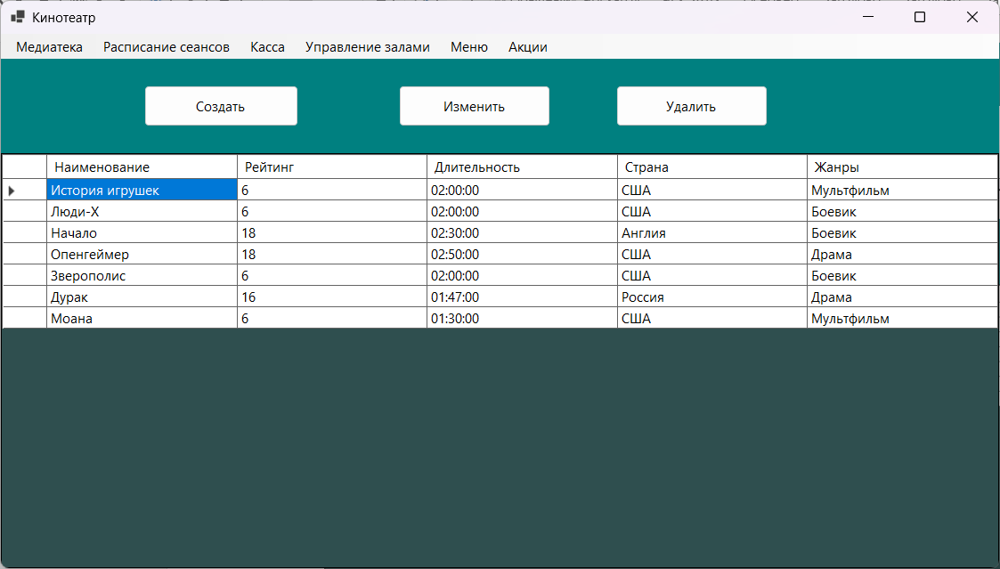 Кинотеатр
Медиатека Расписание сеансов Касса Управление залами Меню Акции
Создать Изменить Удалить
Наименование Рейтинг Длительность Страна Жанры
История игрушек 6 02:00:00 США Мультфильм
Люди-Х 6 02:00:00 США Боевик
Начало 18 02:30:00 Англия Боевик
Опенгеймер 18 02:50:00 США Драма
Зверополис 6 02:00:00 США Боевик
Дурак 16 01:47:00 Россия Драма
Моана 6 01:30:00 США Мультфильм